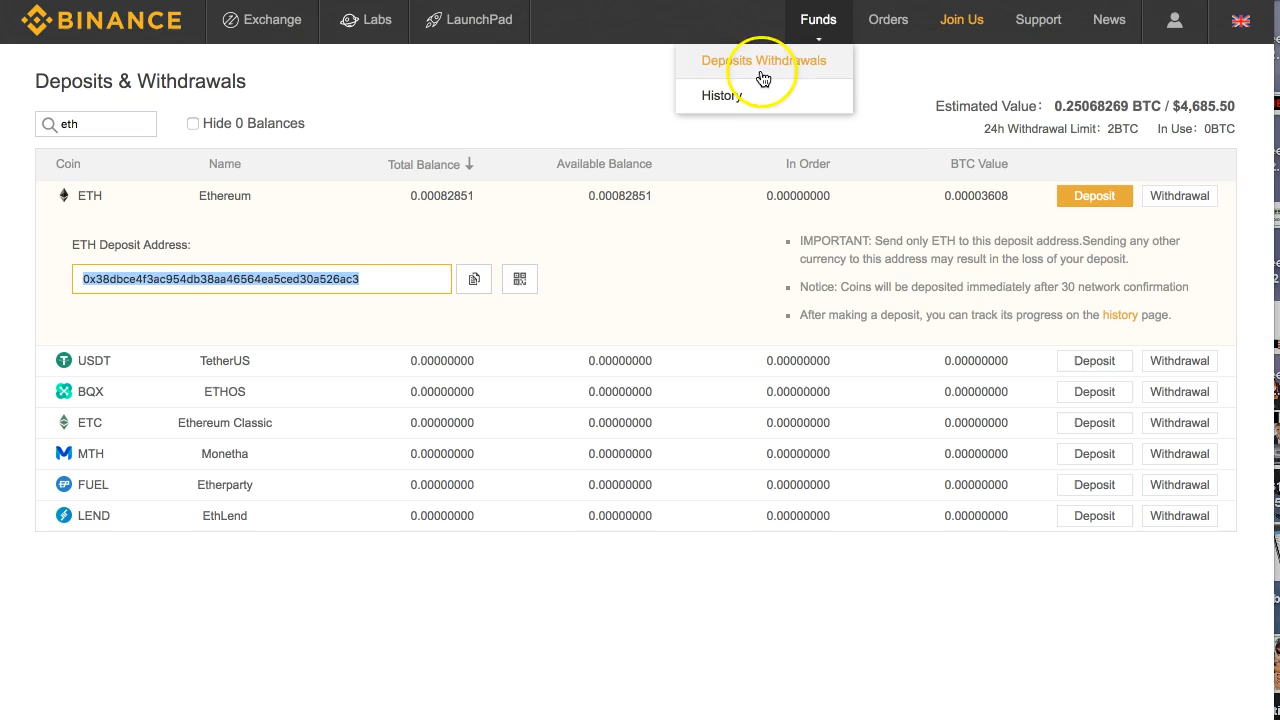 BINANCE Exchange Labs LaunchPad Funds Orders Join Us Support News
Deposits Withdrawals
History
Deposits & Withdrawals
Estimated Value: 0.25068269 BTC / $4,685.50
eth Hide 0 Balances
24h Withdrawal Limit: 2BTC In Use: 0BTC
Coin Name Total Balance Available Balance In Order BTC Value
ETH Ethereum 0.00082851 0.00082851 0.00000000 0.00003608 Deposit Withdrawal
ETH Deposit Address:
0x38dbce4f3ac954db38aa46564ea5ced30a526ac3
IMPORTANT: Send only ETH to this deposit address.Sending any other
currency to this address may result in the loss of your deposit.
Notice: Coins will be deposited immediately after 30 network confirmation
After making a deposit, you can track its progress on the history page.
USDT TetherUS 0.00000000 0.00000000 0.00000000 0.00000000 Deposit Withdrawal
BQX ETHOS 0.00000000 0.00000000 0.00000000 0.00000000 Deposit Withdrawal
ETC Ethereum Classic 0.00000000 0.00000000 0.00000000 0.00000000 Deposit Withdrawal
MTH Monetha 0.00000000 0.00000000 0.00000000 0.00000000 Deposit Withdrawal
FUEL Etherparty 0.00000000 0.00000000 0.00000000 0.00000000 Deposit Withdrawal
LEND EthLend 0.00000000 0.00000000 0.00000000 0.00000000 Deposit Withdrawal